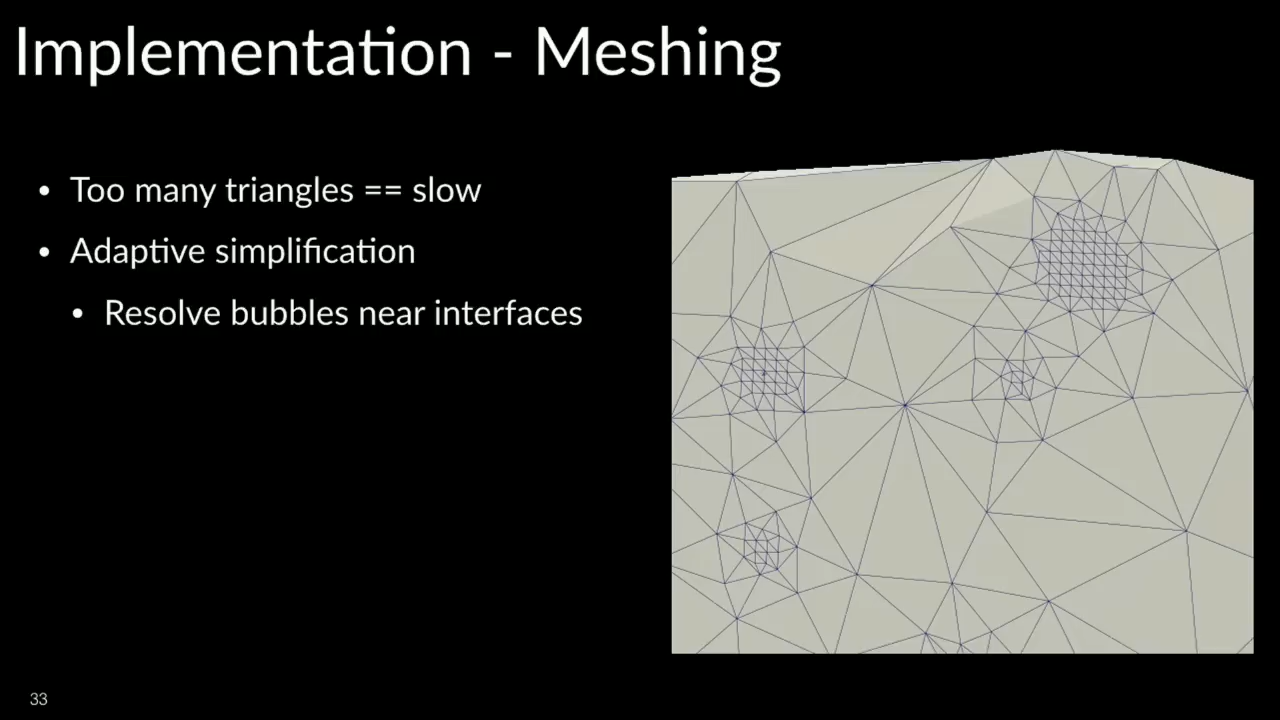 Implementation - Meshing
• Too many triangles == slow
• Adaptive simplification
• Resolve bubbles near interfaces
33